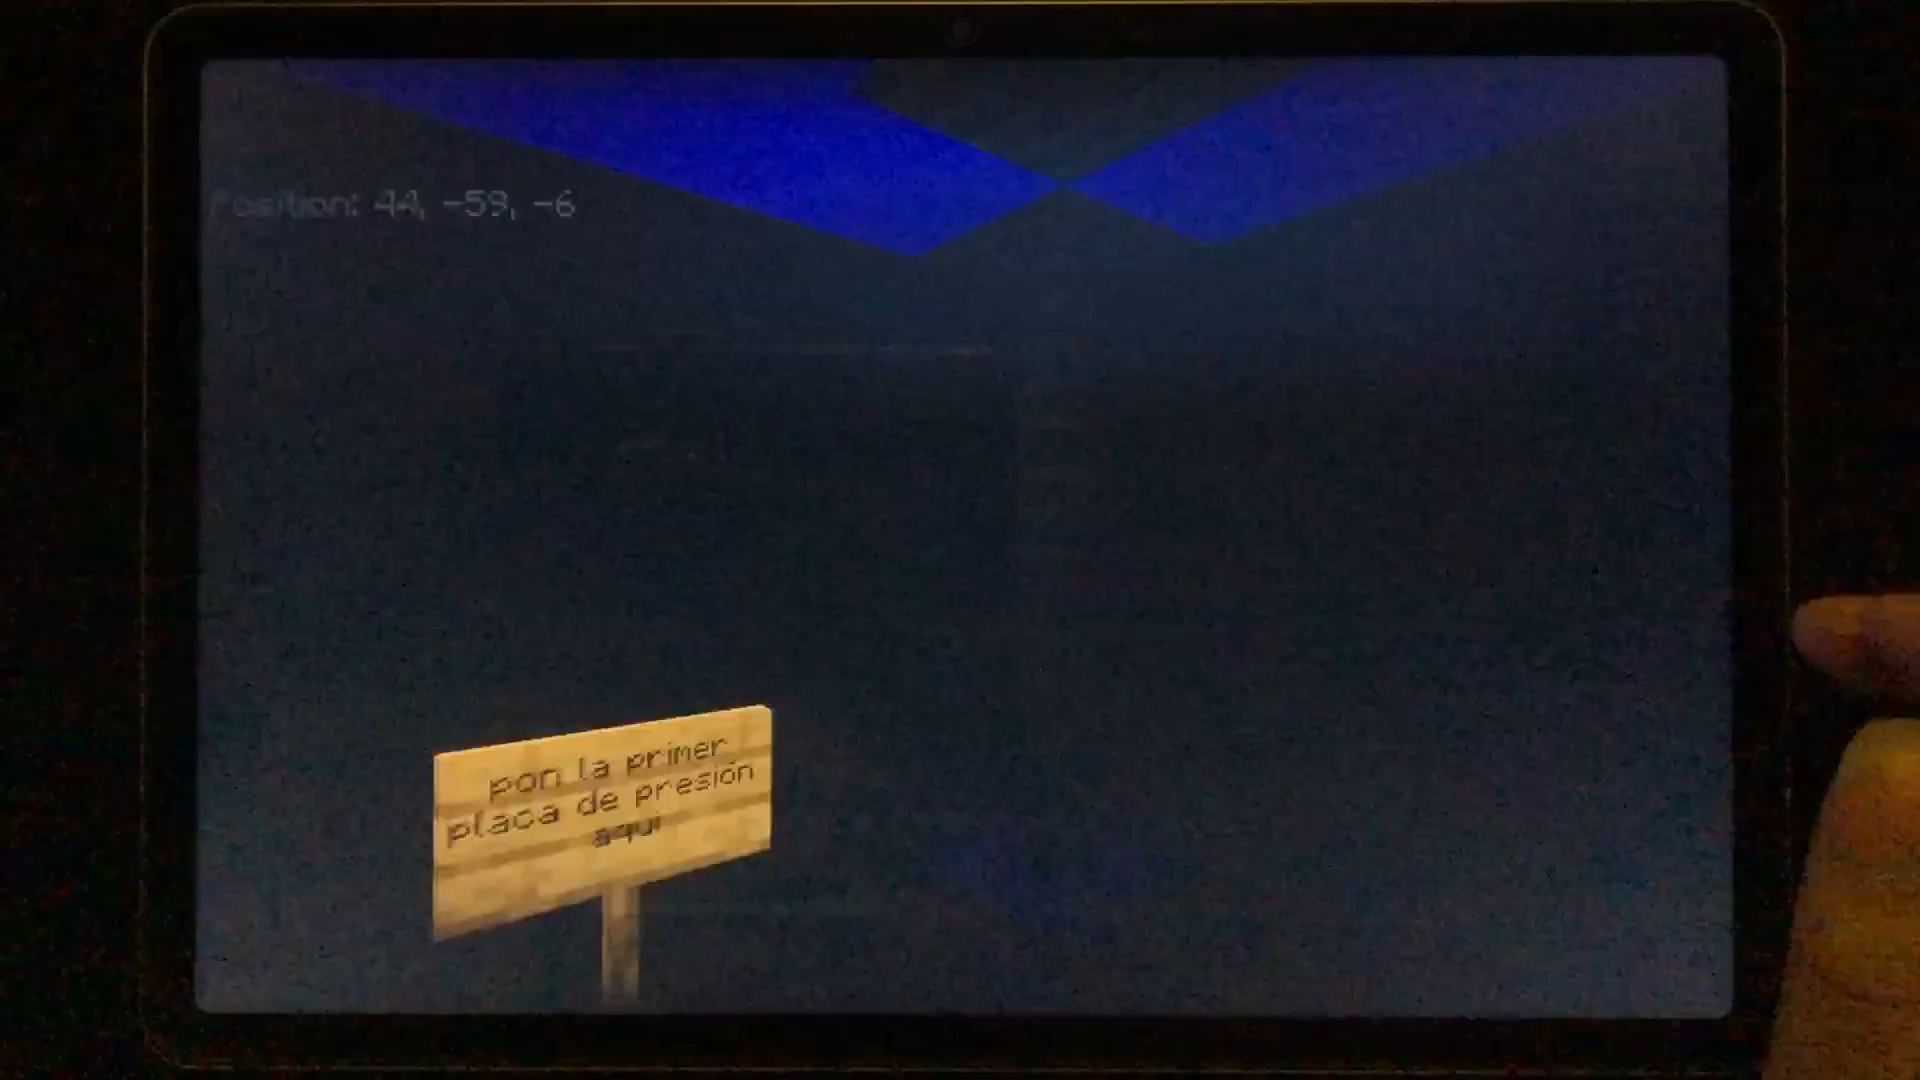 Position: 44, -59, -6
pon la primer
placa de presión
aquí